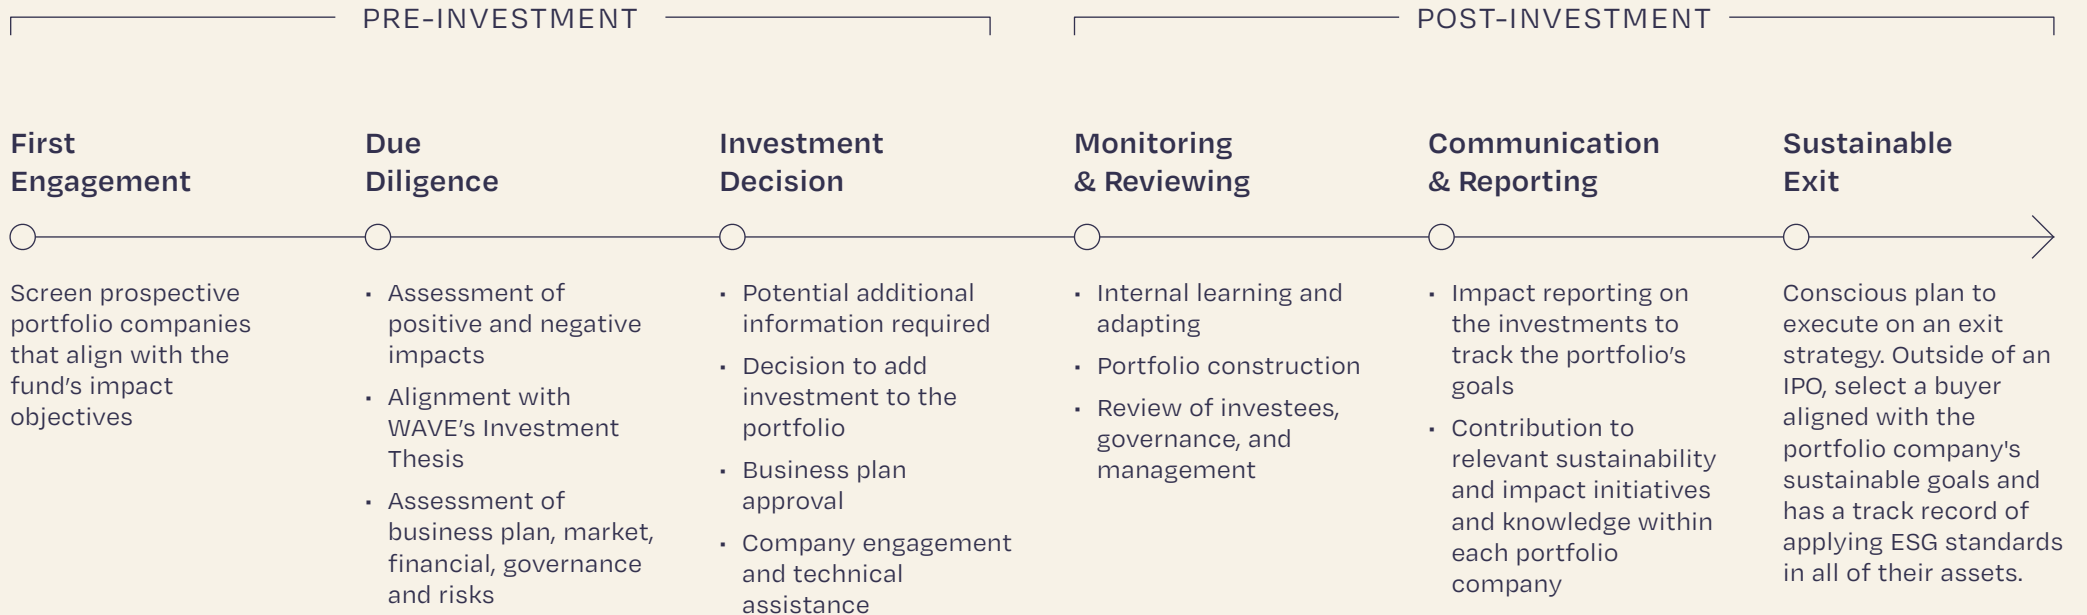 PRE-INVESTMENT
POST-INVESTMENT
First
Engagement
Screen prospective
portfolio companies
that align with the
fund’s impact
objectives
Due
Diligence
· Assessment of
positive and negative
impacts
· Alignment with
WAVE’s Investment
Thesis
· Assessment of
business plan, market,
financial, governance
and risks
Investment
Decision
· Potential additional
information required
· Decision to add
investment to the
portfolio
· Business plan
approval
· Company engagement
and technical
assistance
Monitoring
& Reviewing
· Internal learning and
adapting
· Portfolio construction
· Review of investees,
governance, and
management
Communication
& Reporting
· Impact reporting on
the investments to
track the portfolio’s
goals
· Contribution to
relevant sustainability
and impact initiatives
and knowledge within
each portfolio
company
Sustainable
Exit
Conscious plan to
execute on an exit
strategy. Outside of an
IPO, select a buyer
aligned with the
portfolio company's
sustainable goals and
has a track record of
applying ESG standards
in all of their assets.